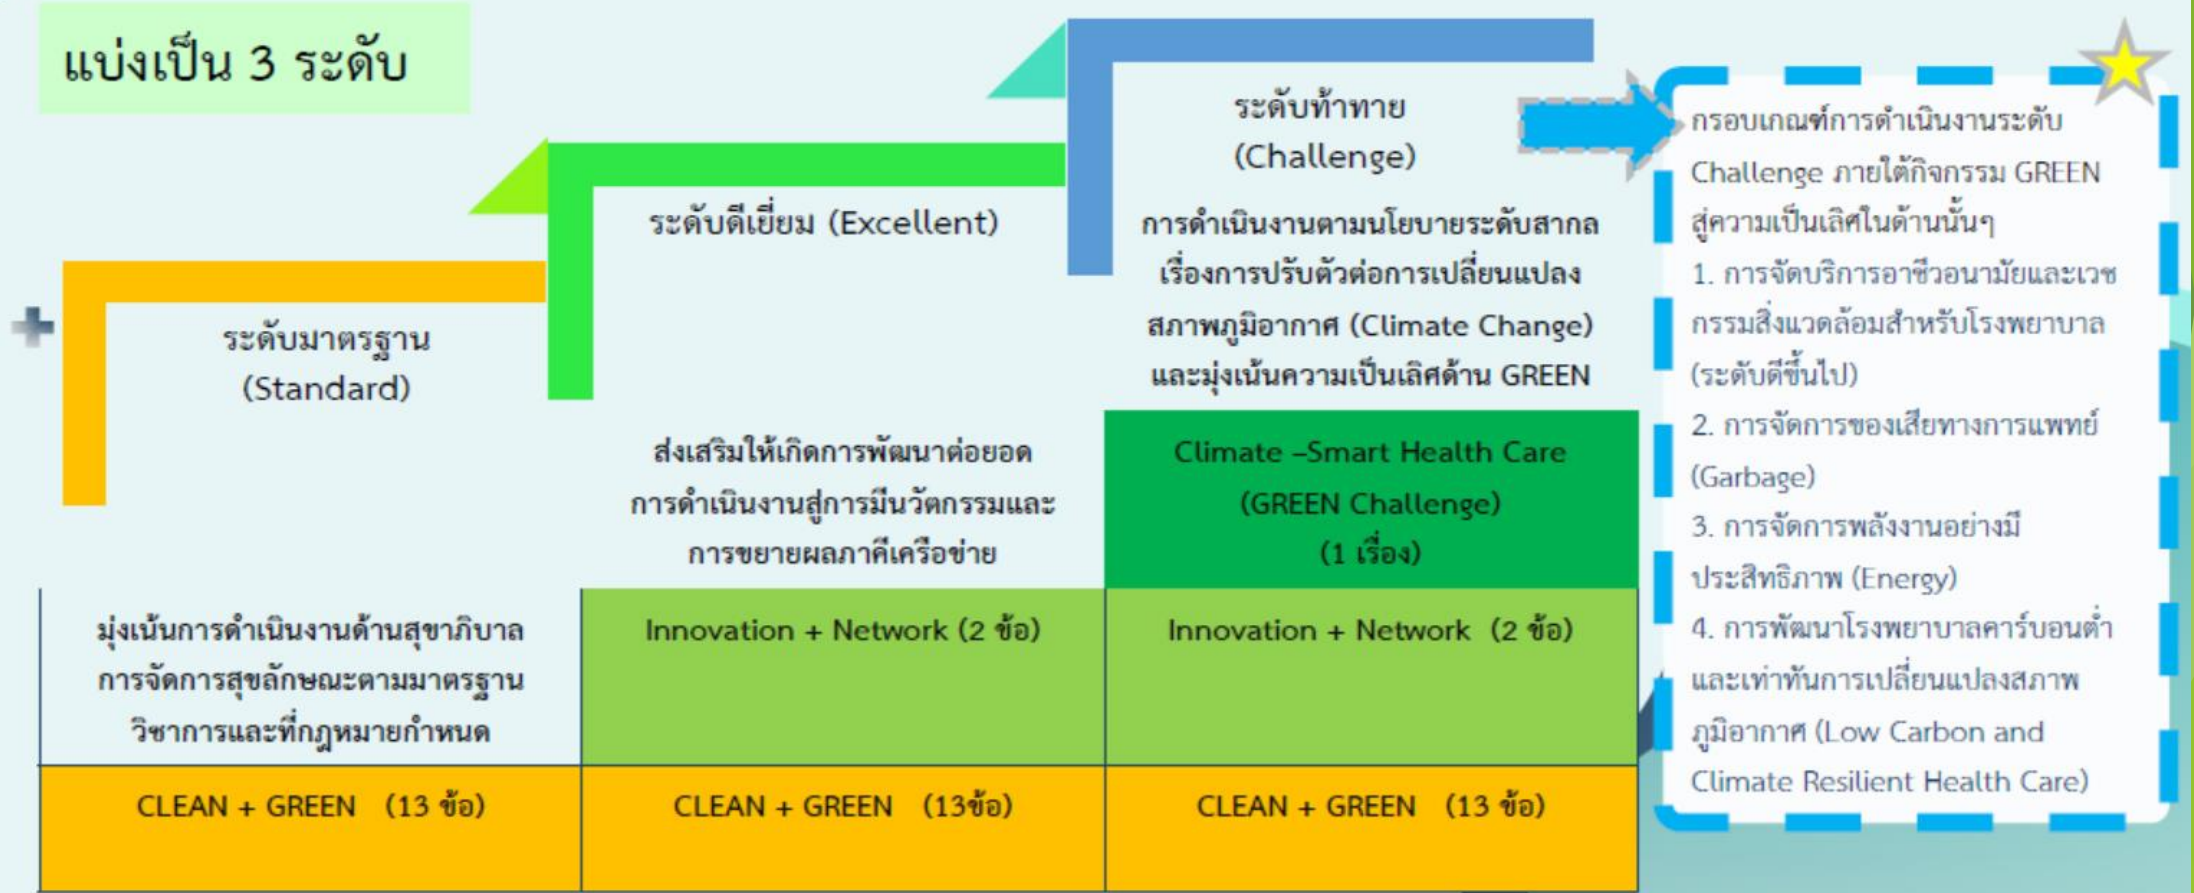 แบ่งเป็น 3 ระดับ
ระดับมาตรฐาน
(Standard)
มุ่งเน้นการดำเนินงานด้านสุขาภิบาล
การจัดการสุขลักษณะตามมาตรฐาน
วิชาการและที่กฎหมายกำหนด
CLEAN + GREEN (13 ข้อ)
ระดับดีเยี่ยม (Excellent)
ส่งเสริมให้เกิดการพัฒนาต่อยอด
การดำเนินงานสู่การมีนวัตกรรมและ
การขยายผลภาคีเครือข่าย
Innovation + Network (2 ข้อ)
CLEAN + GREEN (13ข้อ)
ระดับท้าทาย
(Challenge)
การดำเนินงานตามนโยบายระดับสากล
เรื่องการปรับตัวต่อการเปลี่ยนแปลง
สภาพภูมิอากาศ (Climate Change)
และมุ่งเน้นความเป็นเลิศด้าน GREEN
Climate –Smart Health Care
(GREEN Challenge)
(1 เรื่อง)
Innovation + Network (2 ข้อ)
CLEAN + GREEN (13 ข้อ)
กรอบเกณฑ์การดำเนินงานระดับ
Challenge ภายใต้กิจกรรม GREEN
สู่ความเป็นเลิศในด้านนั้นๆ
1. การจัดบริการอาชีวอนามัยและเวช
กรรมสิ่งแวดล้อมสำหรับโรงพยาบาล
(ระดับดีขึ้นไป)
2. การจัดการของเสียทางการแพทย์
(Garbage)
3. การจัดการพลังงานอย่างมี
ประสิทธิภาพ (Energy)
4. การพัฒนาโรงพยาบาลคาร์บอนต่ำ
และเท่าทันการเปลี่ยนแปลงสภาพ
ภูมิอากาศ (Low Carbon and
Climate Resilient Health Care)